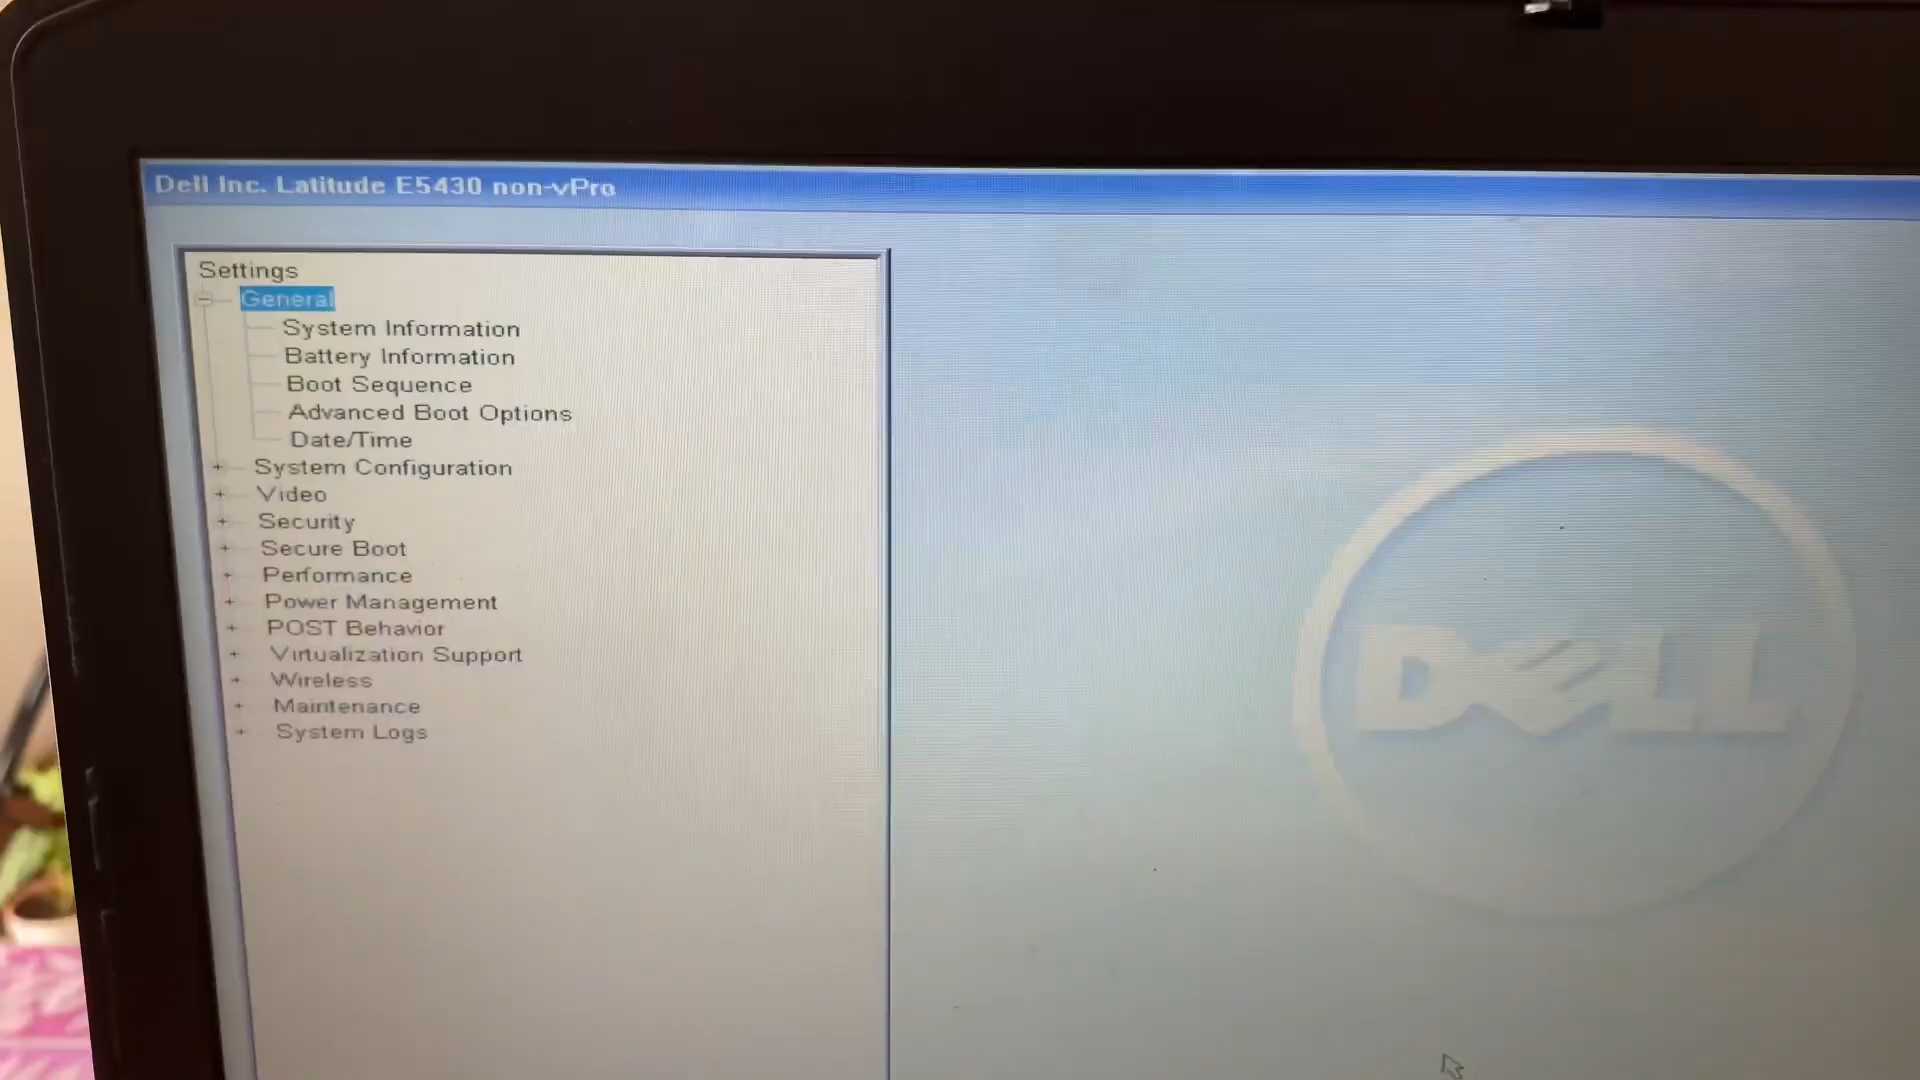 Dell Inc. Latitude E5430 non-vPro
Settings
General
System Information
Battery Information
Boot Sequence
Advanced Boot Options
Date/Time
System Configuration
Video
Security
Secure Boot
Performance
Power Management
POST Behavior
Virtualization Support
Wireless
Maintenance
System Logs
DELL